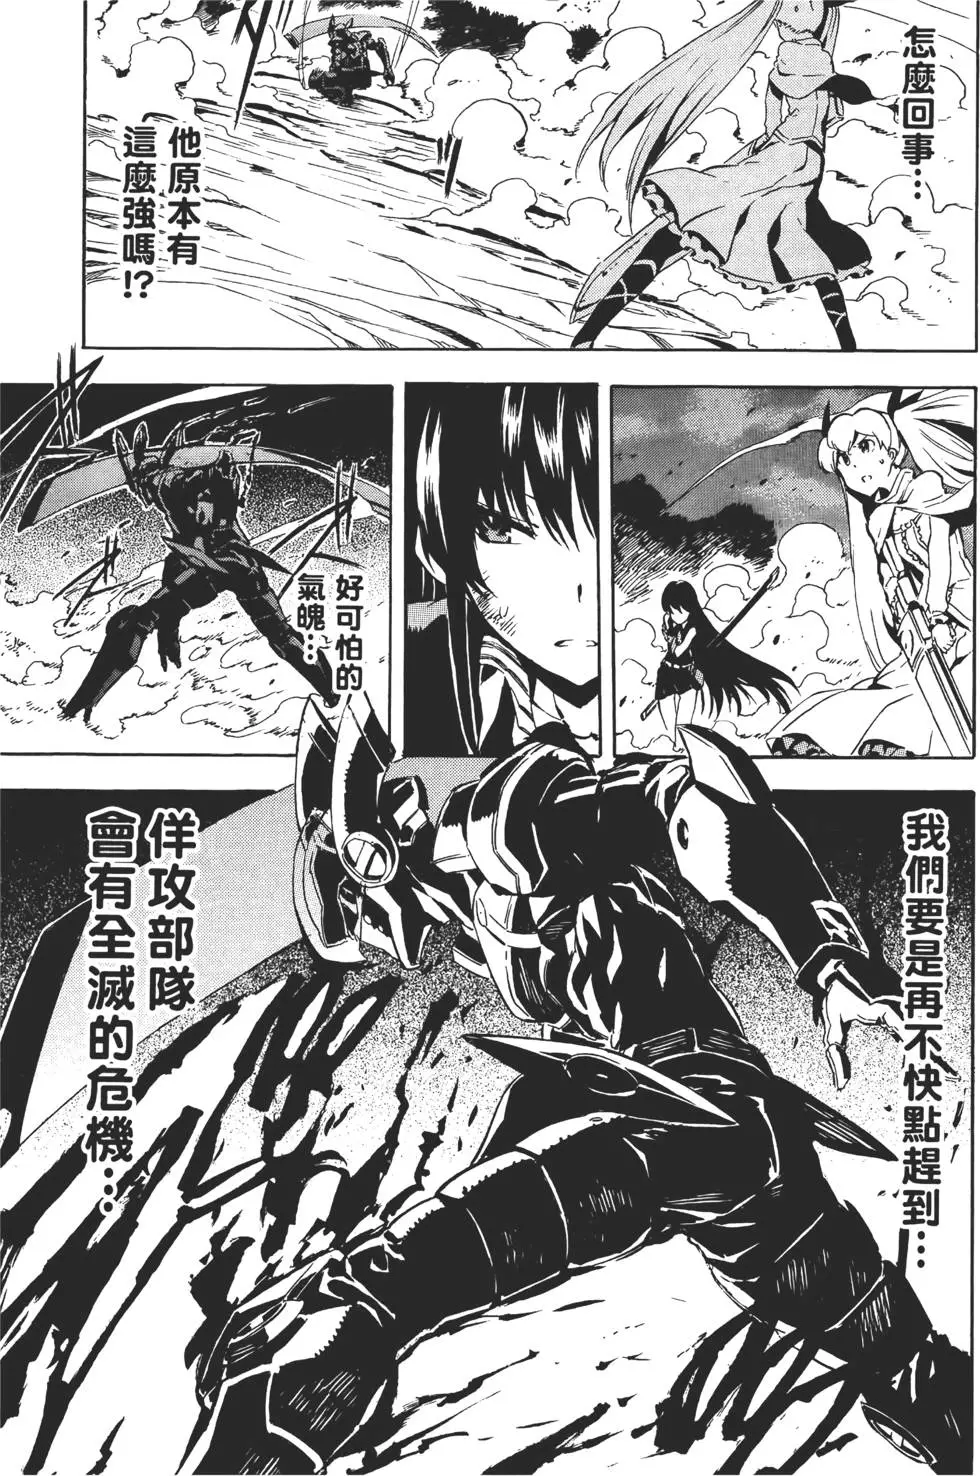 怎麼回事…
他原本有
這麼強嗎!?
好可怕的
氣魄…
我們要是再不快點趕到…
佯攻部隊
會有全滅的危機…